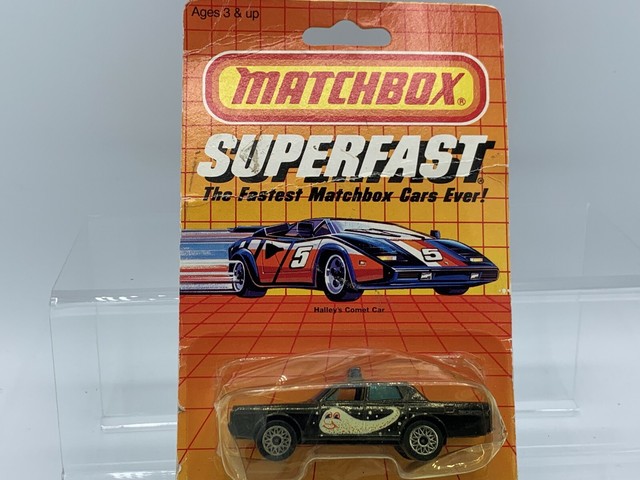 Ages 3 & up
MATCHBOX®
SUPERFAST®
The Fastest Matchbox Cars Ever!
5 5
Halley's Comet Car